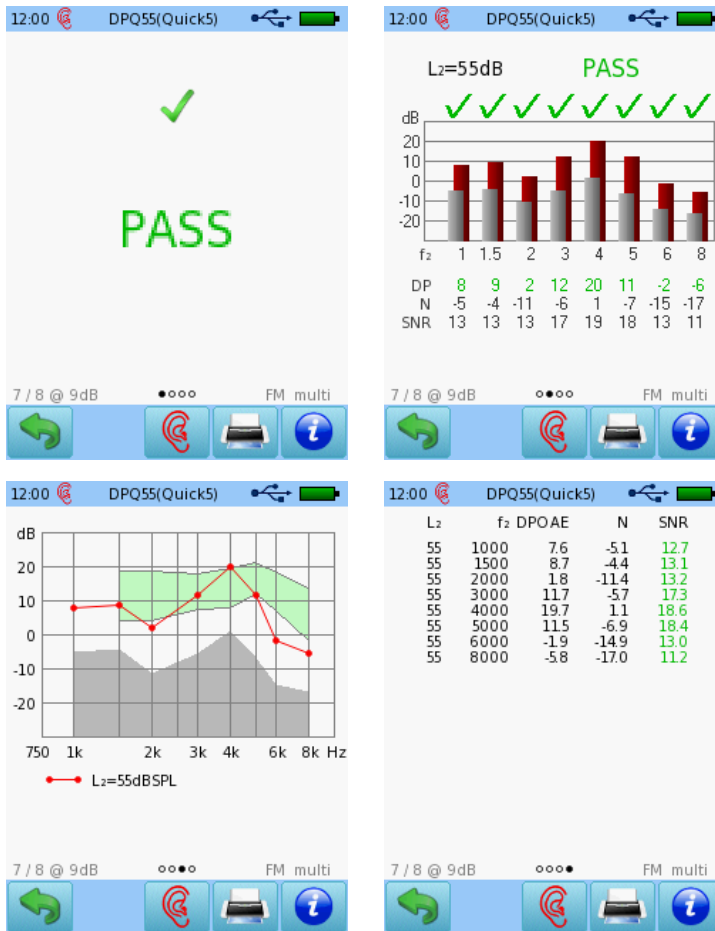 12:00 DPQ55(Quick5)
PASS
7 / 8 @ 9dB FM multi
12:00 DPQ55(Quick5)
L₂=55dB PASS
dB
20
10
0
-10
-20
f₂ 1 1.5 2 3 4 5 6 8
DP 8 9 2 12 20 11 -2 -6
N -5 -4 -11 -6 1 -7 -15 -17
SNR 13 13 13 17 19 18 13 11
7 / 8 @ 9dB FM multi
12:00 DPQ55(Quick5)
dB
20
10
0
-10
-20
750 1k 2k 3k 4k 6k 8k Hz
L₂=55dBSPL
7 / 8 @ 9dB FM multi
12:00 DPQ55(Quick5)
L₂ f₂ DPOAE N SNR
55 1000 7.6 -5.1 12.7
55 1500 8.7 -4.4 13.1
55 2000 1.8 -11.4 13.2
55 3000 11.7 -5.7 17.3
55 4000 19.7 1.1 18.6
55 5000 11.5 -6.9 18.4
55 6000 -1.9 -14.9 13.0
55 8000 -5.8 -17.0 11.2
7 / 8 @ 9dB FM multi